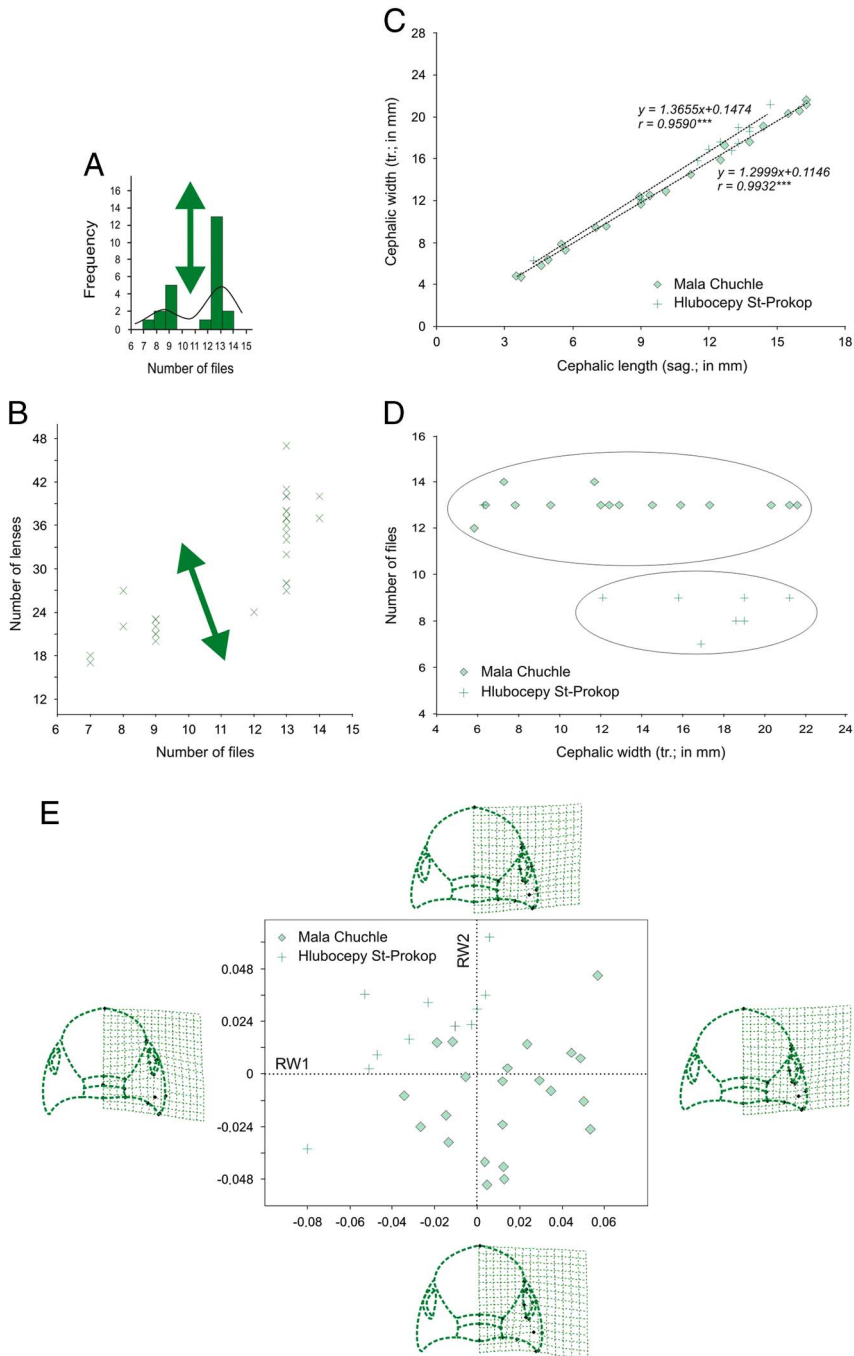 C
28
24
20
16
12
8
4
0
Cephalic width (tr.; in mm)
y = 1.3655x+0.1474
r = 0.9590***
y = 1.2999x+0.1146
r = 0.9932***
Mala Chuchle
Hlubocepy St-Prokop
0 3 6 9 12 15 18
Cephalic length (sag.; in mm)
A
16
14
12
10
8
6
4
2
0
Frequency
6 7 8 9 10 11 12 13 14 15
Number of files
B
48
42
36
30
24
18
12
Number of lenses
6 7 8 9 10 11 12 13 14 15
Number of files
D
16
14
12
10
8
6
4
Number of files
Mala Chuchle
Hlubocepy St-Prokop
4 6 8 10 12 14 16 18 20 22 24
Cephalic width (tr.; in mm)
E
Mala Chuchle
Hlubocepy St-Prokop
RW2
RW1
0.048
0.024
0
-0.024
-0.048
-0.08 -0.06 -0,04 -0.02 0 0,02 0,04 0.06